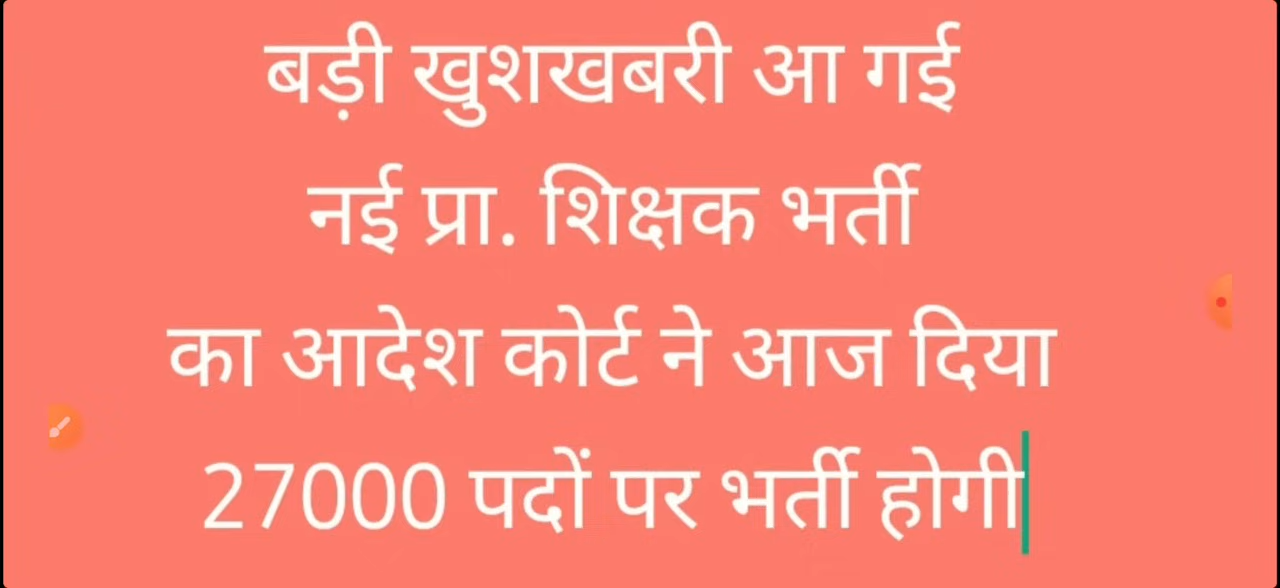 बड़ी खुशखबरी आ गई
नई प्रा. शिक्षक भर्ती
का आदेश कोर्ट ने आज दिया
27000 पदों पर भर्ती होगी